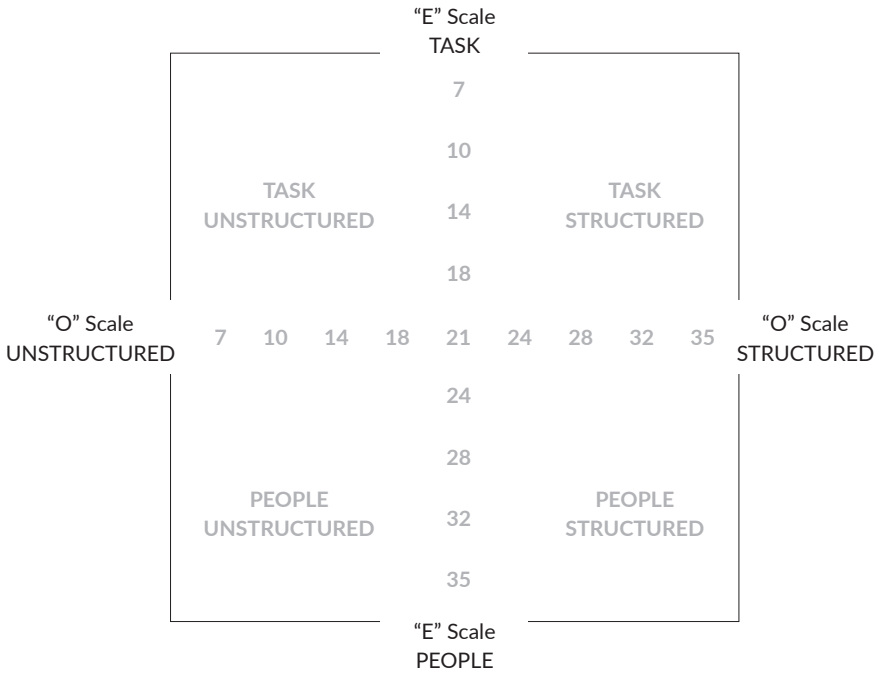 “E” Scale
TASK
7
10
TASK
UNSTRUCTURED
14
TASK
STRUCTURED
18
“O” Scale
UNSTRUCTURED
7 10 14 18 21 24 28 32 35
“O” Scale
STRUCTURED
24
28
PEOPLE
UNSTRUCTURED
32
PEOPLE
STRUCTURED
35
“E” Scale
PEOPLE